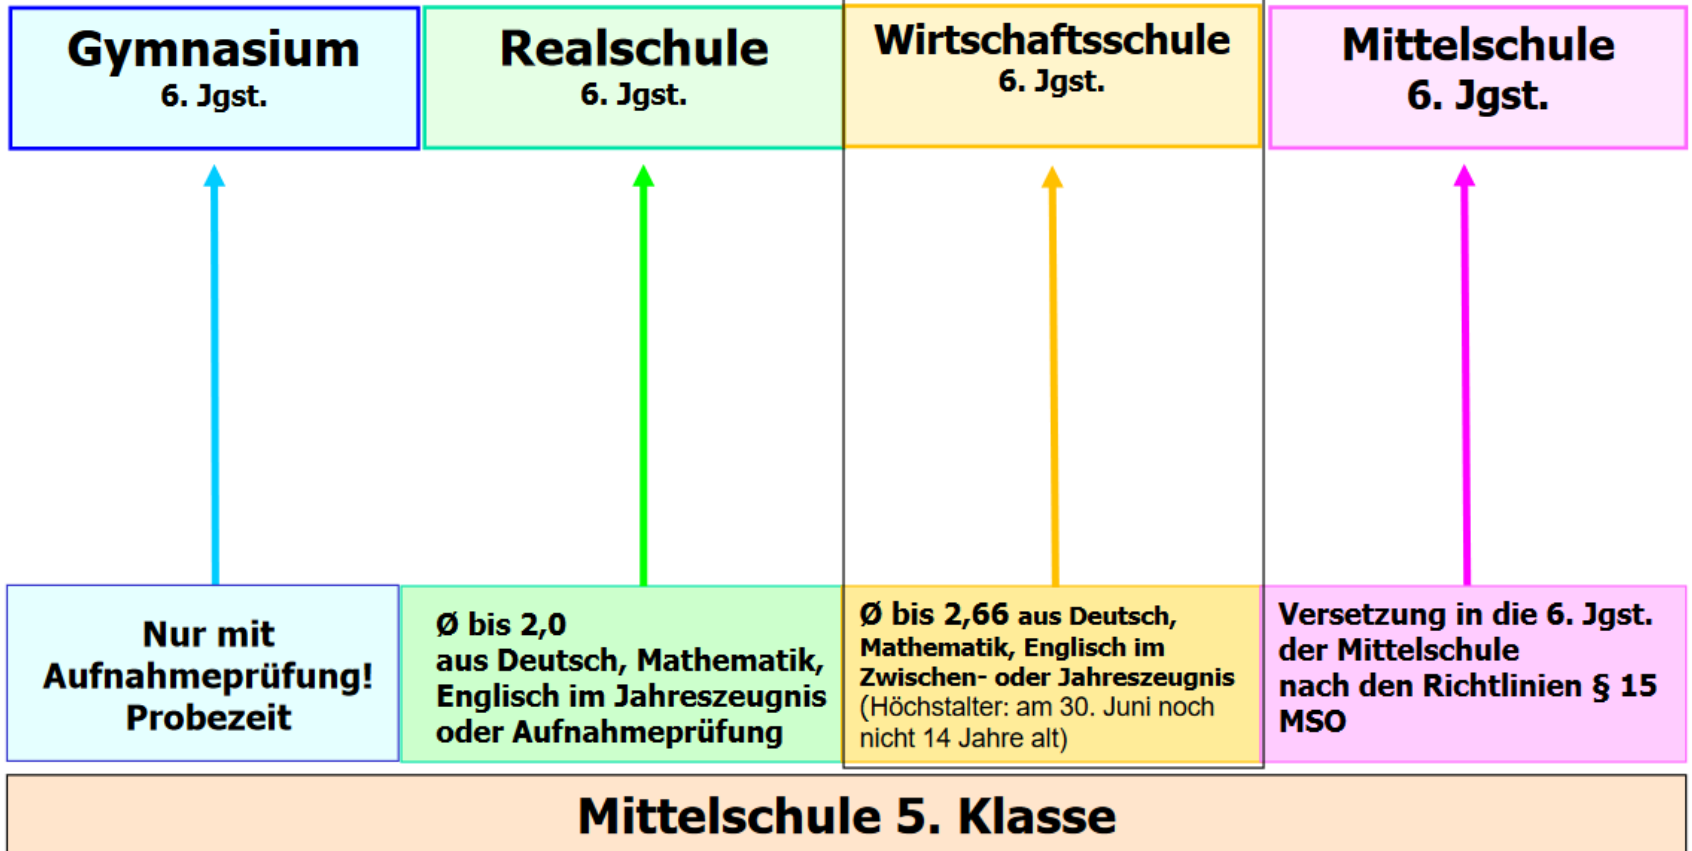 Gymnasium
6. Jgst.
Realschule
6. Jgst.
Wirtschaftsschule
6. Jgst.
Mittelschule
6. Jgst.
Nur mit
Aufnahmeprüfung!
Probezeit
Ø bis 2,0
aus Deutsch, Mathematik,
Englisch im Jahreszeugnis
oder Aufnahmeprüfung
Ø bis 2,66 aus Deutsch,
Mathematik, Englisch im
Zwischen- oder Jahreszeugnis
(Höchstalter: am 30. Juni noch
nicht 14 Jahre alt)
Versetzung in die 6. Jgst.
der Mittelschule
nach den Richtlinien § 15
MSO
Mittelschule 5. Klasse